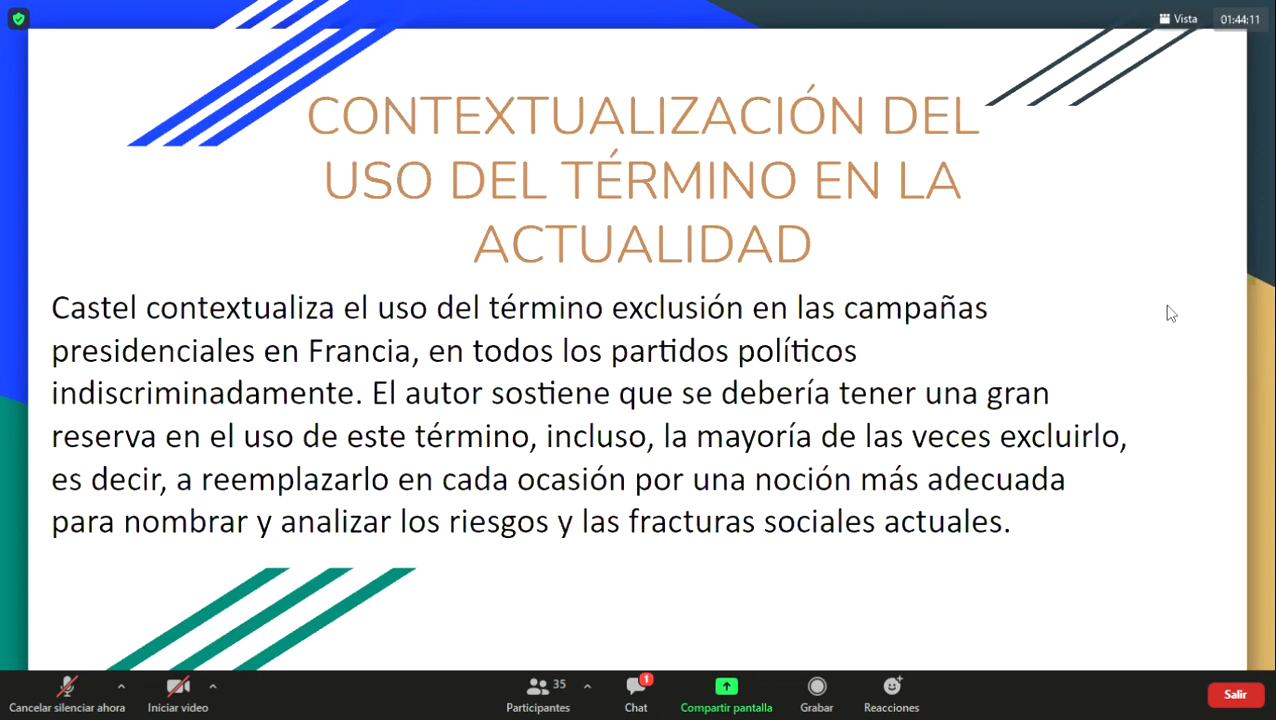 Vista
01:44:11
CONTEXTUALIZACIÓN DEL
USO DEL TÉRMINO EN LA
ACTUALIDAD
Castel contextualiza el uso del término exclusión en las campañas
presidenciales en Francia, en todos los partidos políticos
indiscriminadamente. El autor sostiene que se debería tener una gran
reserva en el uso de este término, incluso, la mayoría de las veces excluirlo,
es decir, a reemplazarlo en cada ocasión por una noción más adecuada
para nombrar y analizar los riesgos y las fracturas sociales actuales.
35
1
Cancelar silenciar ahora
Iniciar video
Participantes
Chat
Compartir pantalla
Grabar
Reacciones
Salir